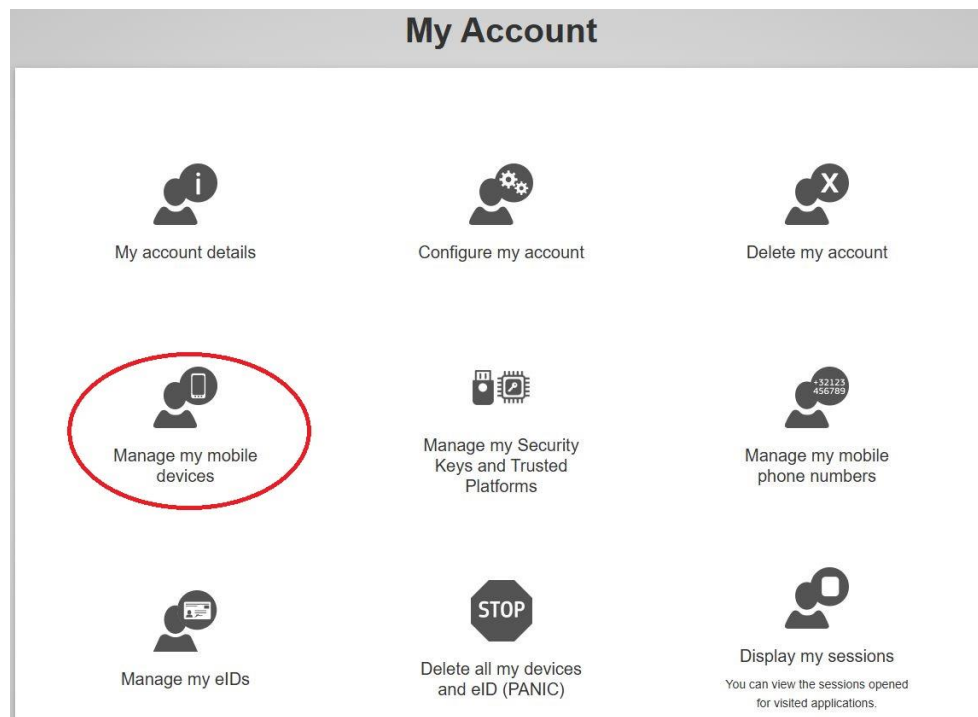 My Account
i
X
My account details
Configure my account
Delete my account
+32123
456789
Manage my mobile
devices
Manage my Security
Keys and Trusted
Platforms
Manage my mobile
phone numbers
STOP
Manage my eIDs
Delete all my devices
and eID (PANIC)
Display my sessions
You can view the sessions opened
for visited applications.